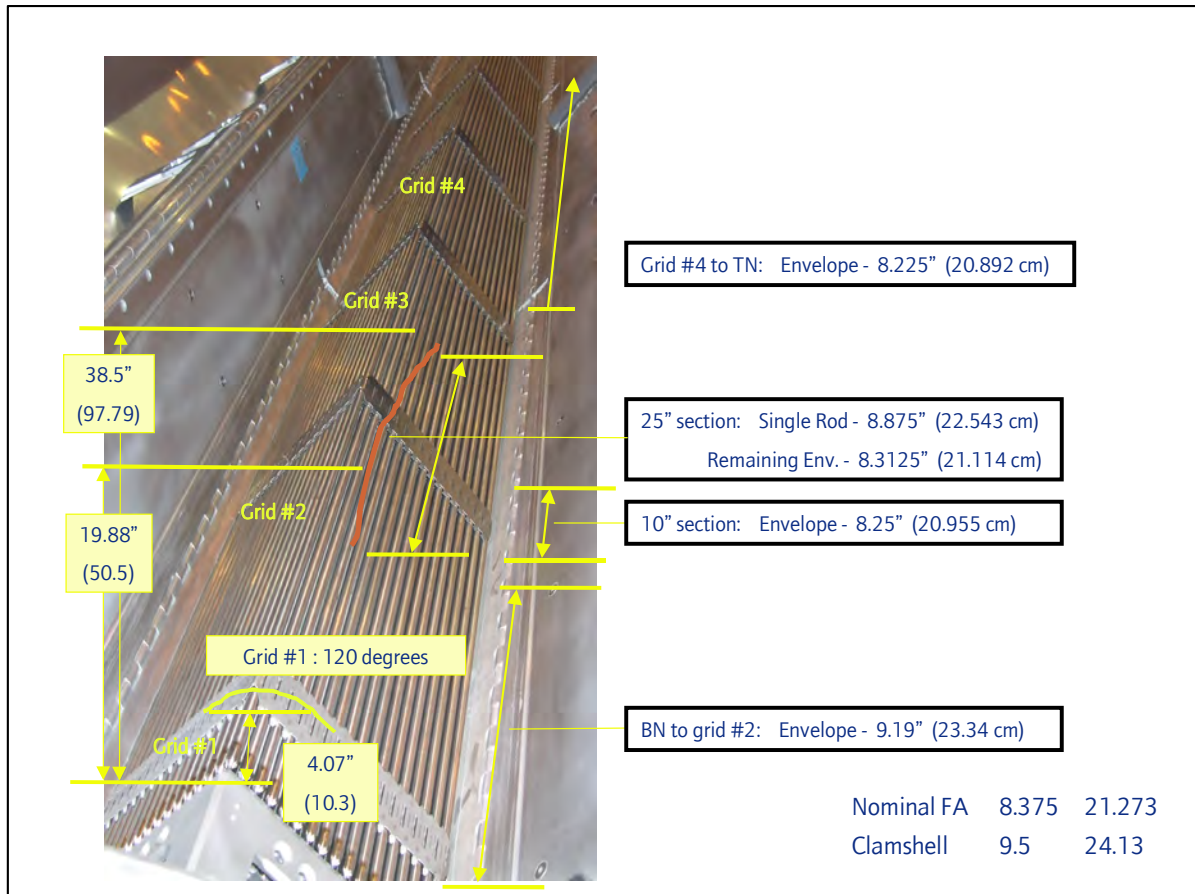 Grid #4
Grid #3
38.5”
(97.79)
Grid #2
19.88”
(50.5)
Grid #1 : 120 degrees
Grid #1
4.07”
(10.3)
Grid #4 to TN: Envelope - 8.225” (20.892 cm)
25” section: Single Rod - 8.875” (22.543 cm)
Remaining Env. - 8.3125” (21.114 cm)
10” section: Envelope - 8.25” (20.955 cm)
BN to grid #2: Envelope - 9.19” (23.34 cm)
Nominal FA 8.375 21.273
Clamshell 9.5 24.13